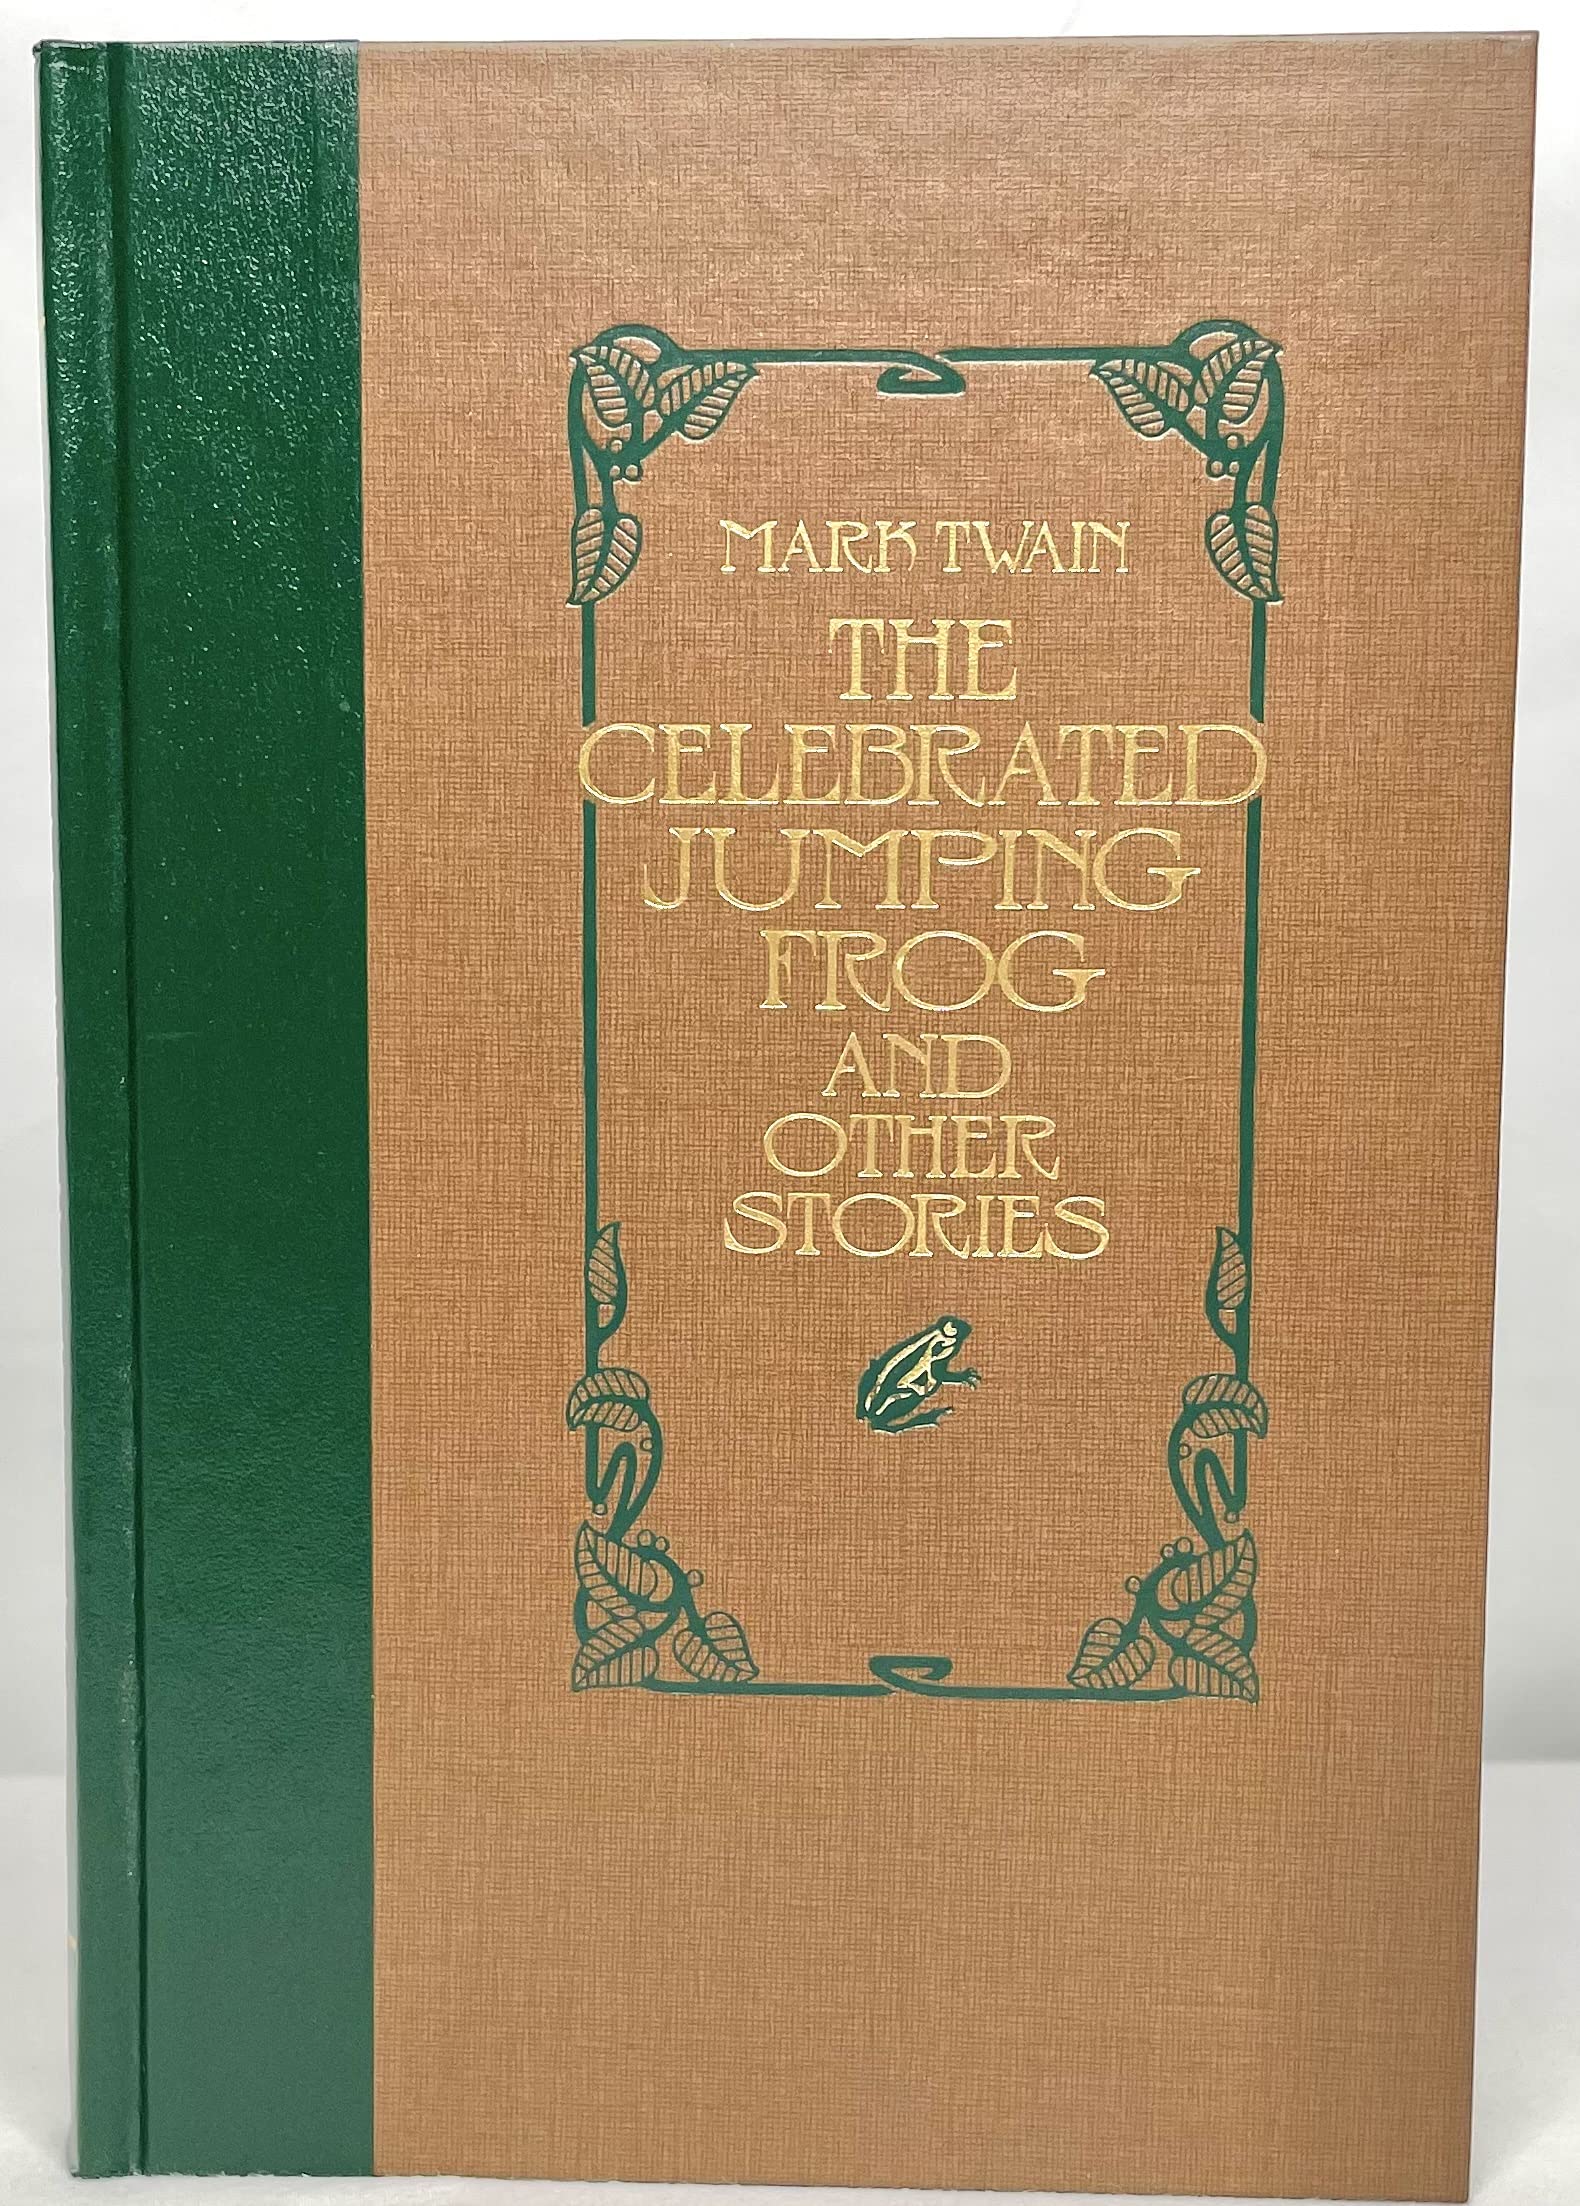 MARK TWAIN
THE
CELEBRATED
JUMPING
FROG
AND
OTHER
STORIES